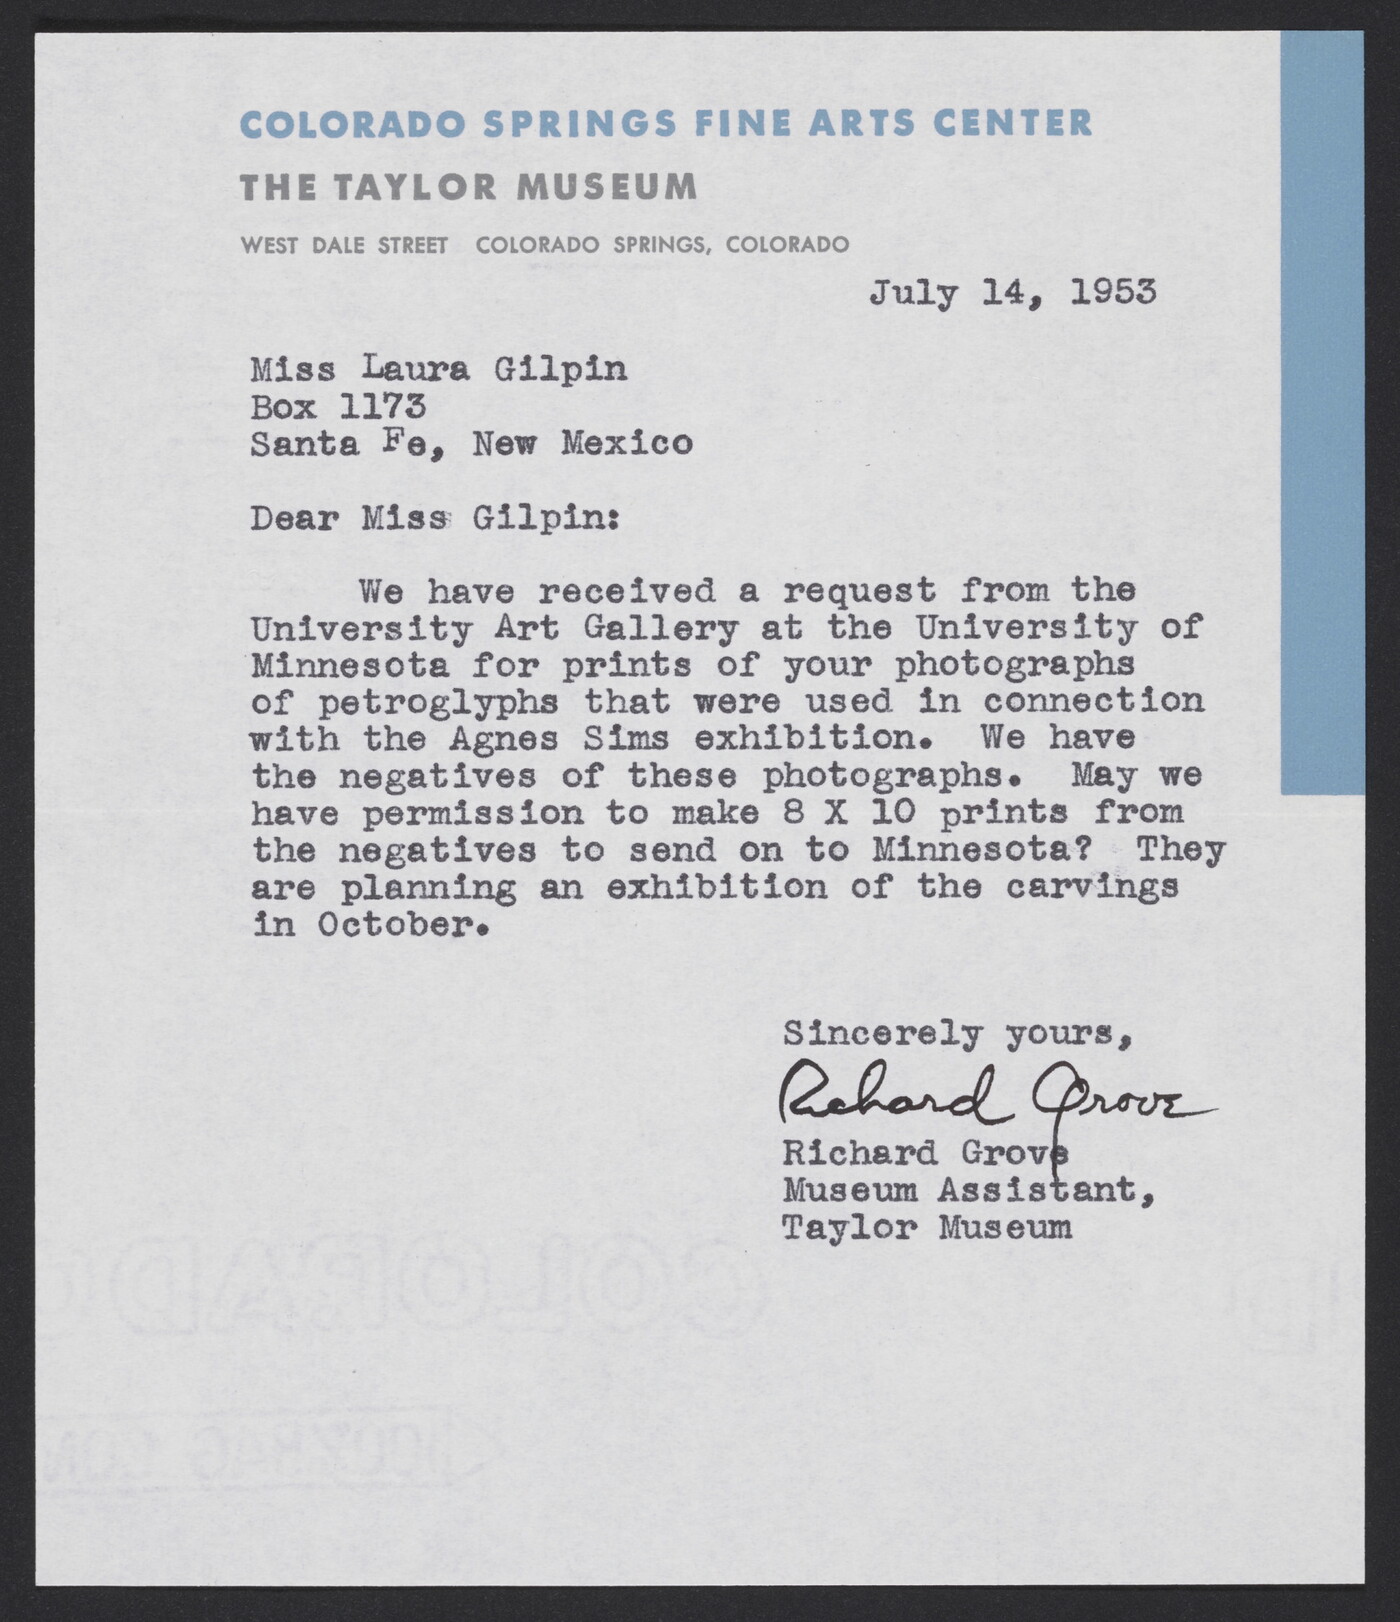 COLORADO SPRINGS FINE ARTS CENTER
THE TAYLOR MUSEUM
WEST DALE STREET COLORADO SPRINGS, COLORADO
July 14, 1953
Miss Laura Gilpin
Box 1173
Santa Fe, New Mexico
Dear Miss Gilpin:
We have received a request from the
University Art Gallery at the University of
Minnesota for prints of your photographs
of petroglyphs that were used in connection
with the Agnes Sims exhibition. We have
the negatives of these photographs. May we
have permission to make 8 X 10 prints from
the negatives to send on to Minnesota? They
are planning an exhibition of the carvings
in October.
Sincerely yours,
Richard Grove
Richard Grove
Museum Assistant,
Taylor Museum